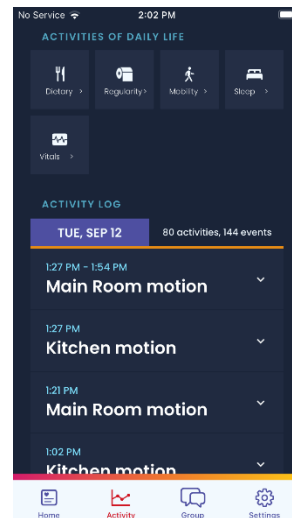 No Service 2:02 PM
ACTIVITIES OF DAILY LIFE
Dietary > Regularity > Mobility > Sleep >
Vitals >
ACTIVITY LOG
TUE, SEP 12 80 activities, 144 events
1:27 PM - 1:54 PM
Main Room motion
1:27 PM
Kitchen motion
1:21 PM
Main Room motion
1:02 PM
Kitchen motion
Home Activity Group Settings